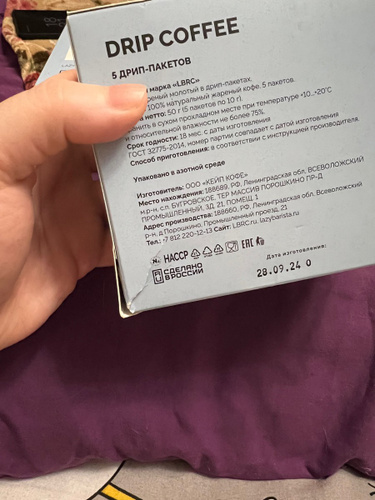 DRIP COFFEE
5 ДРИП-ПАКЕТОВ
марка «LBRC»
молотый в дрип-пакетах.
100% натуральный жареный кофе. 5 пакетов.
нетто: 50 г (5 пакетов по 10 г).
в сухом прохладном месте при температуре +10...+20°С
и относительной влажности не более 75%.
Срок годности: 18 мес. с даты изготовления
ГОСТ 32775-2014, номер партии совпадает с датой изготовления
Способ приготовления: в соответствии с инструкцией производителя.
Упаковано в азотной среде
Изготовитель: ООО «КЕЙП КОФЕ»
Место нахождения: 188689, РФ, Ленинградская обл, ВСЕВОЛОЖСКИЙ
м.р-н, с.п. БУГРОВСКОЕ, ТЕР МАССИВ ПОРОШКИНО ПР-Д
ПРОМЫШЛЕННЫЙ, ЗД. 21, ПОМЕЩ 1
Адрес производства: 188660, РФ, Ленинградская обл, Всеволожский
р-н, д Порошкино, Промышленный проезд, 21
Тел.: +7 812 220-12-13 Сайт: LBRC.ru, lazybarista.ru
HACCP EAC
Дата изготовления:
СДЕЛАНО
В РОССИИ
28.09.24 0